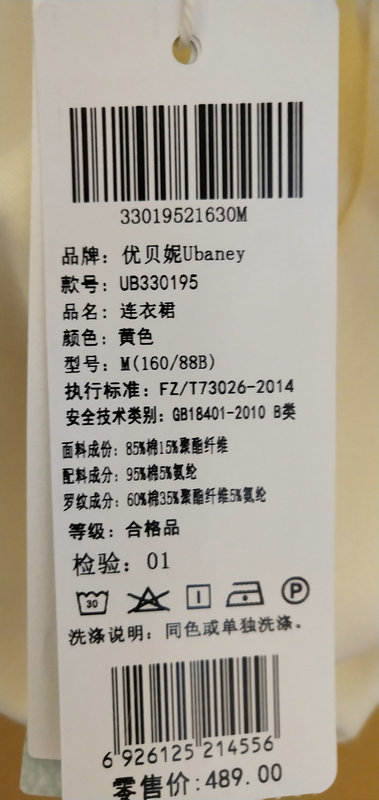 33019521630M
品牌：优贝妮Ubaney
款号：UB330195
品名：连衣裙
颜色：黄色
型号：M(160/88B)
执行标准：FZ/T73026-2014
安全技术类别：GB18401-2010 B类
面料成份：85%棉15%聚酯纤维
配料成分：95%棉5%氨纶
罗纹成分：60%棉35%聚酯纤维5%氨纶
等级：合格品
检验：01
30 P
洗涤说明：同色或单独洗涤。
6 926125 214556
零售价:489.00